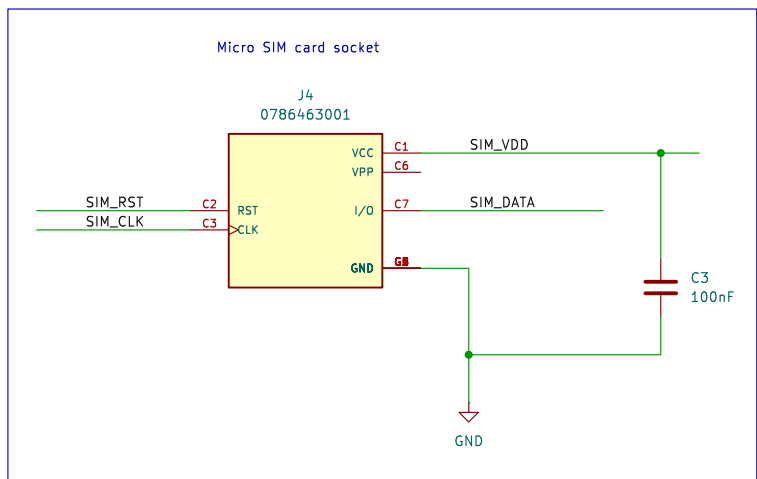 Micro SIM card socket
J4
0786463001
VCC C1 SIM_VDD
VPP C6
SIM_RST C2 RST I/O C7 SIM_DATA
SIM_CLK C3 CLK
GND
C3
100nF
GND